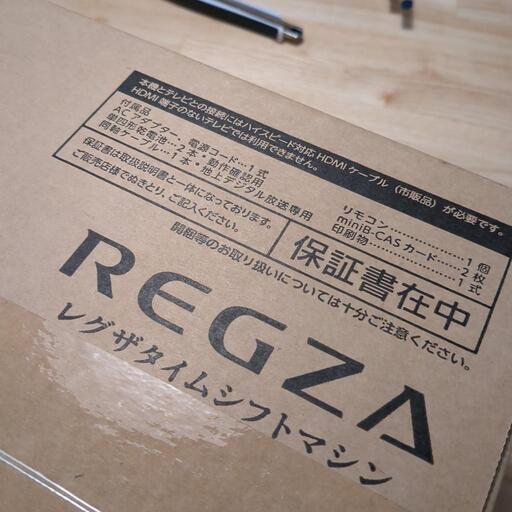 本機とテレビとの接続にはハイスピード対応 HDMI ケーブル（市販品）が必要です。
HDMI 端子のないテレビでは利用できません。
付属品
ACアダプター、電源コード…1式
単四形乾電池…2本・動作確認用
同軸ケーブル…1本・地上デジタル放送専用
リモコン………………1個
miniB-CAS カード……2枚
印刷物…………………1式
保証書は取扱説明書と一体になっております。
ご販売店様でぬきとり、ご記入ください。
保証書在中
開梱等のお取り扱いについては十分ご注意ください。
REGZA
レグザタイムシフトマシン